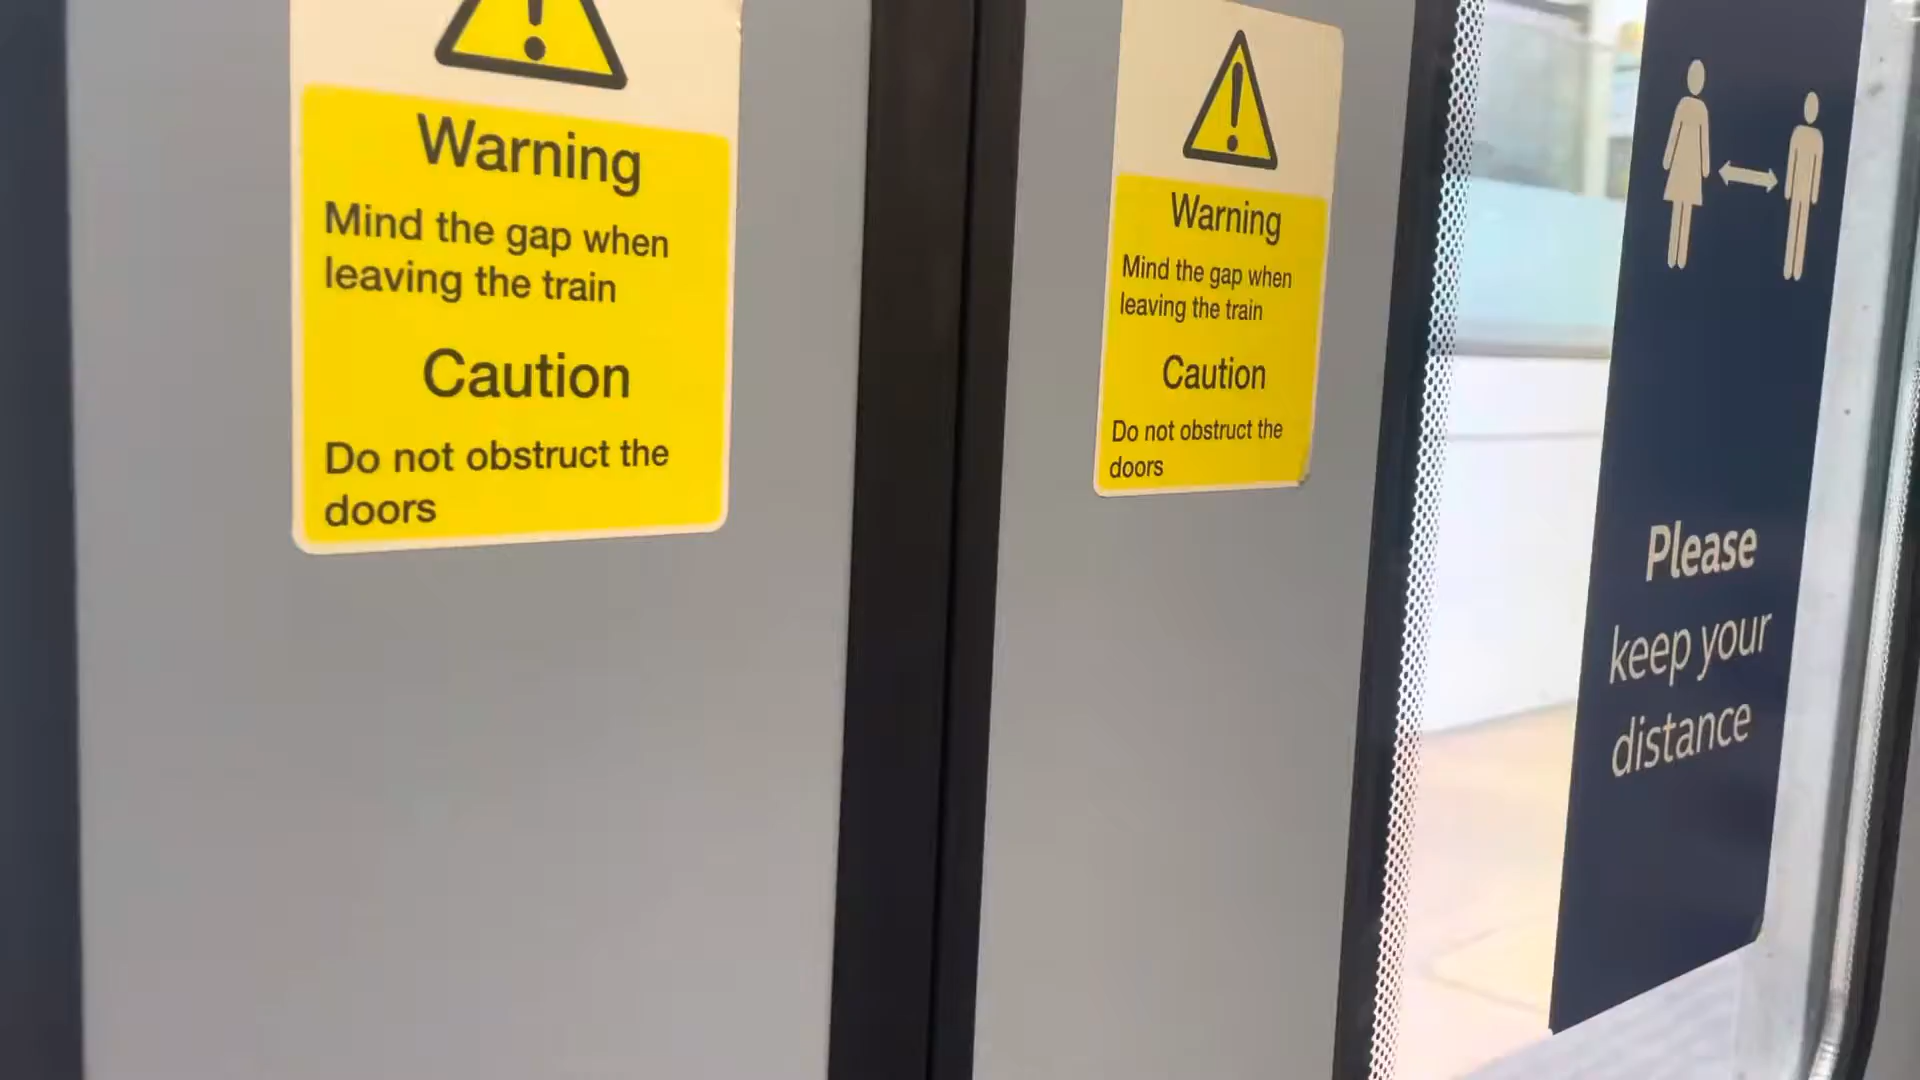 Warning
Mind the gap when
leaving the train
Caution
Do not obstruct the
doors
Warning
Mind the gap when
leaving the train
Caution
Do not obstruct the
doors
Please
keep your
distance